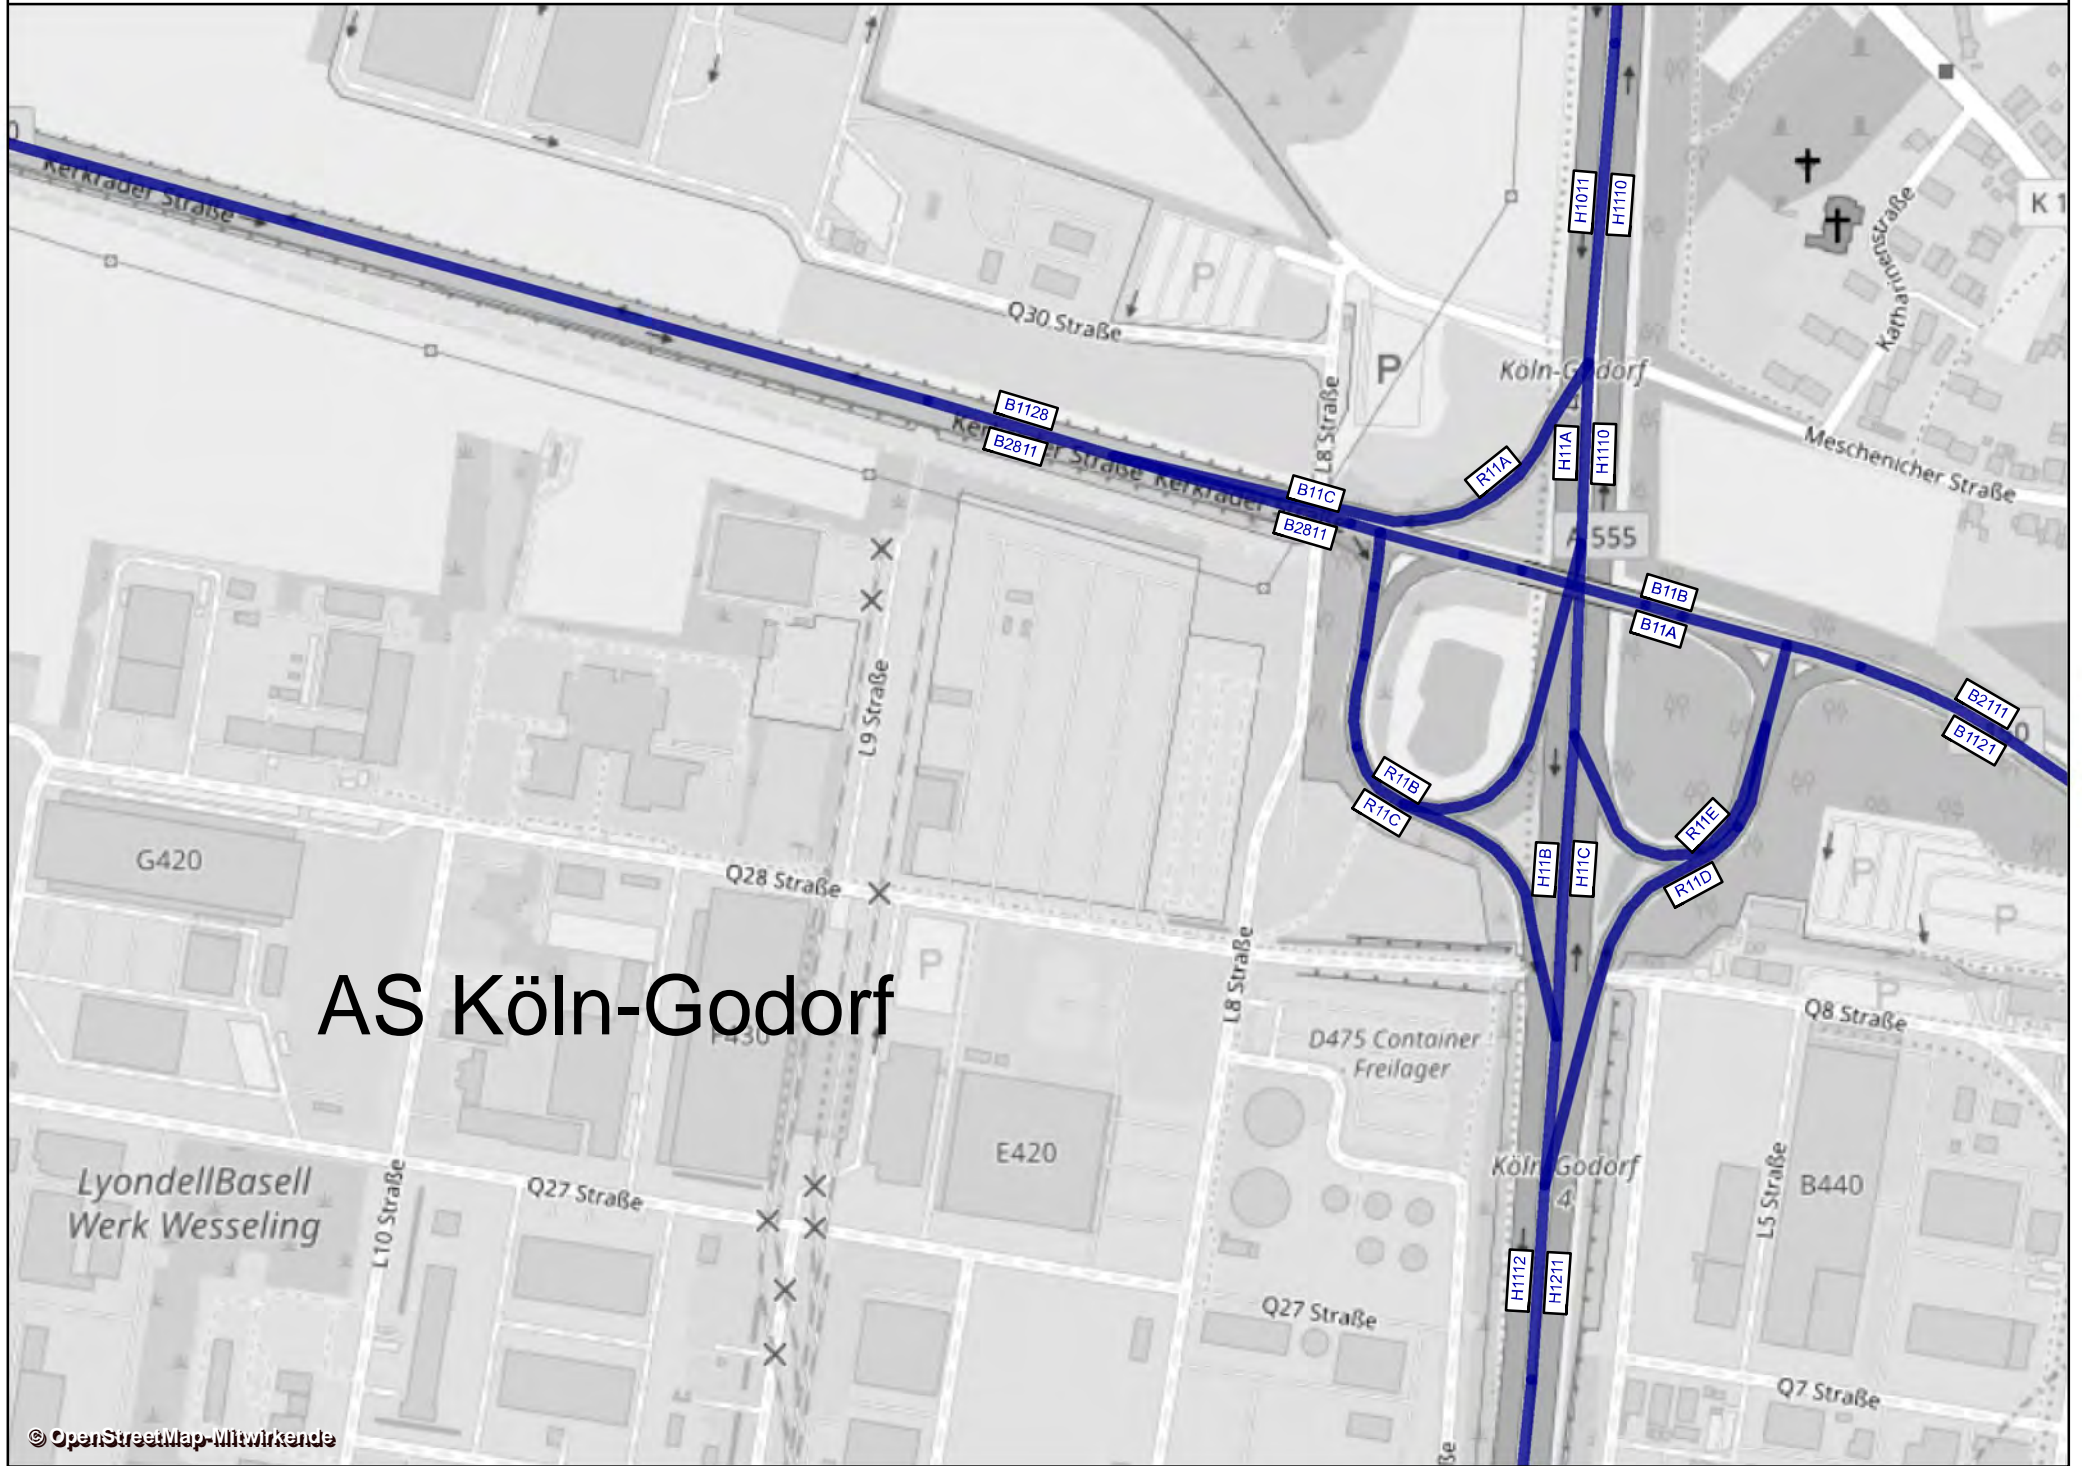 Kerkrader Straße
H1011
H1110
K 1
Katharinenstraße
P
Q30 Straße
P
Köln-Godorf
4
B1128
B2811
Kerkrader Straße
L8 Straße
R11A
H11A
H1110
Meschenicher Straße
B11C
B2811
A 555
B11B
B11A
B2111
B1121
0
L9 Straße
R11B
R11C
R11E
R11D
H11B
H11C
G420
Q28 Straße
P
P
P
L8 Straße
P
AS Köln-Godorf
F430
Q8 Straße
D475 Container
Freilager
E420
Köln-Godorf
4
LyondellBasell
Werk Wesseling
L10 Straße
Q27 Straße
L5 Straße
B440
H1112
H1211
Q27 Straße
Q7 Straße
© OpenStreetMap-Mitwirkende